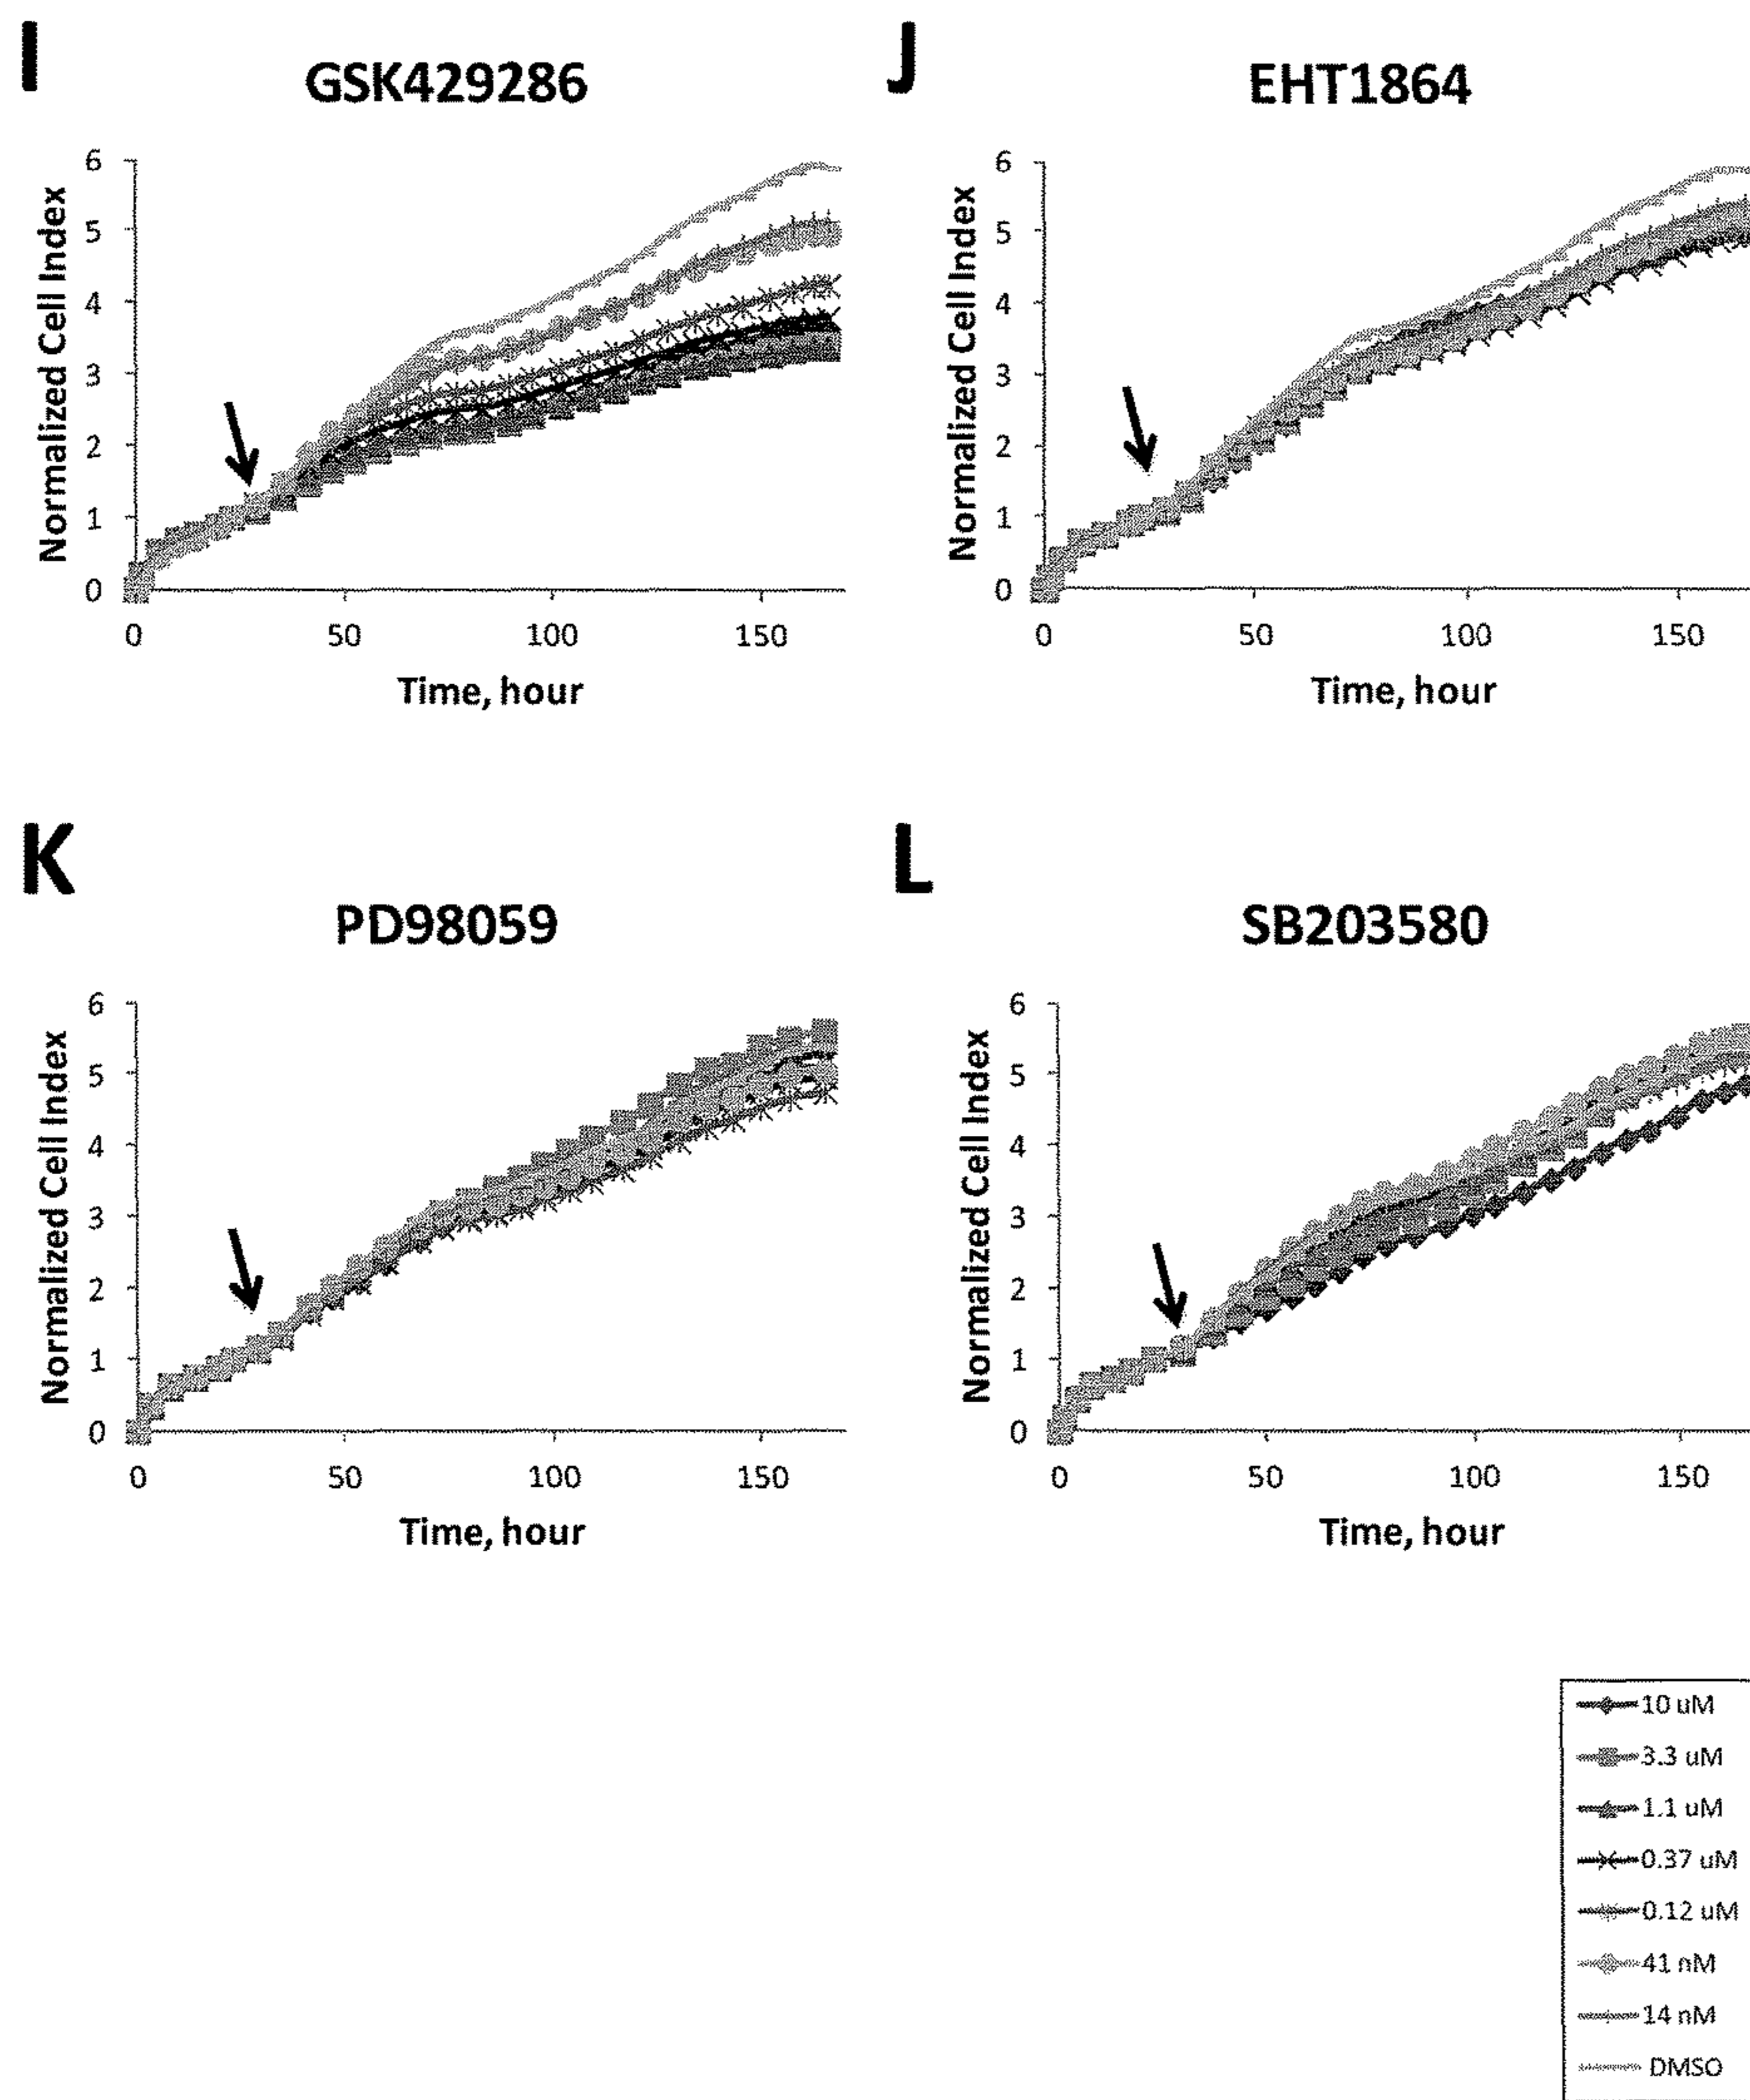 I
GSK429286
Normalized Cell Index
6
5
4
3
2
1
0
0 50 100 150
Time, hour
J
EHT1864
Normalized Cell Index
6
5
4
3
2
1
0
0 50 100 150
Time, hour
K
PD98059
Normalized Cell Index
6
5
4
3
2
1
0
0 50 100 150
Time, hour
L
SB203580
Normalized Cell Index
6
5
4
3
2
1
0
0 50 100 150
Time, hour
10 uM
3.3 uM
1.1 uM
0.37 uM
0.12 uM
41 nM
14 nM
DMSO